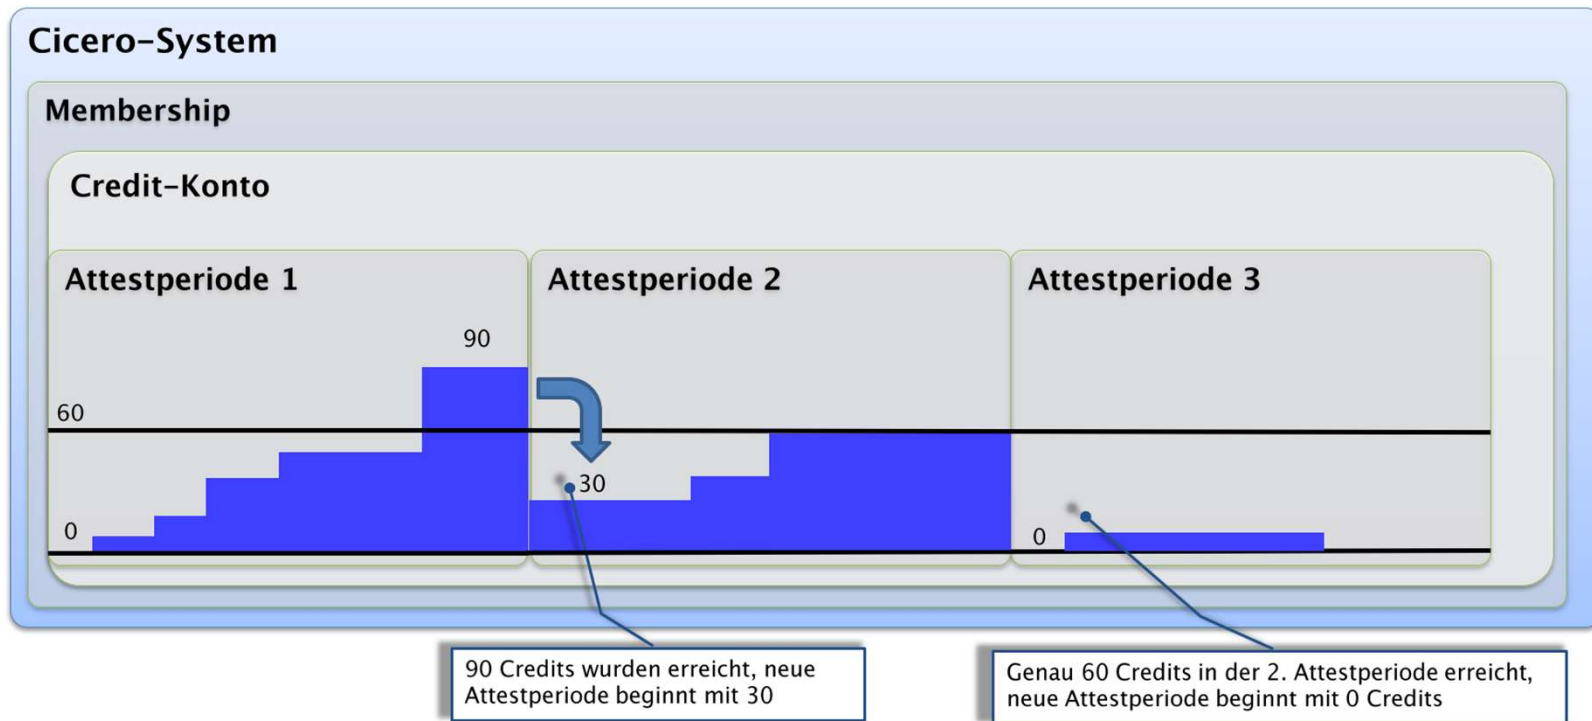 Cicero-System
Membership
Credit-Konto
Attestperiode 1
Attestperiode 2
Attestperiode 3
90
60
30
0
0
90 Credits wurden erreicht, neue
Attestperiode beginnt mit 30
Genau 60 Credits in der 2. Attestperiode erreicht,
neue Attestperiode beginnt mit 0 Credits